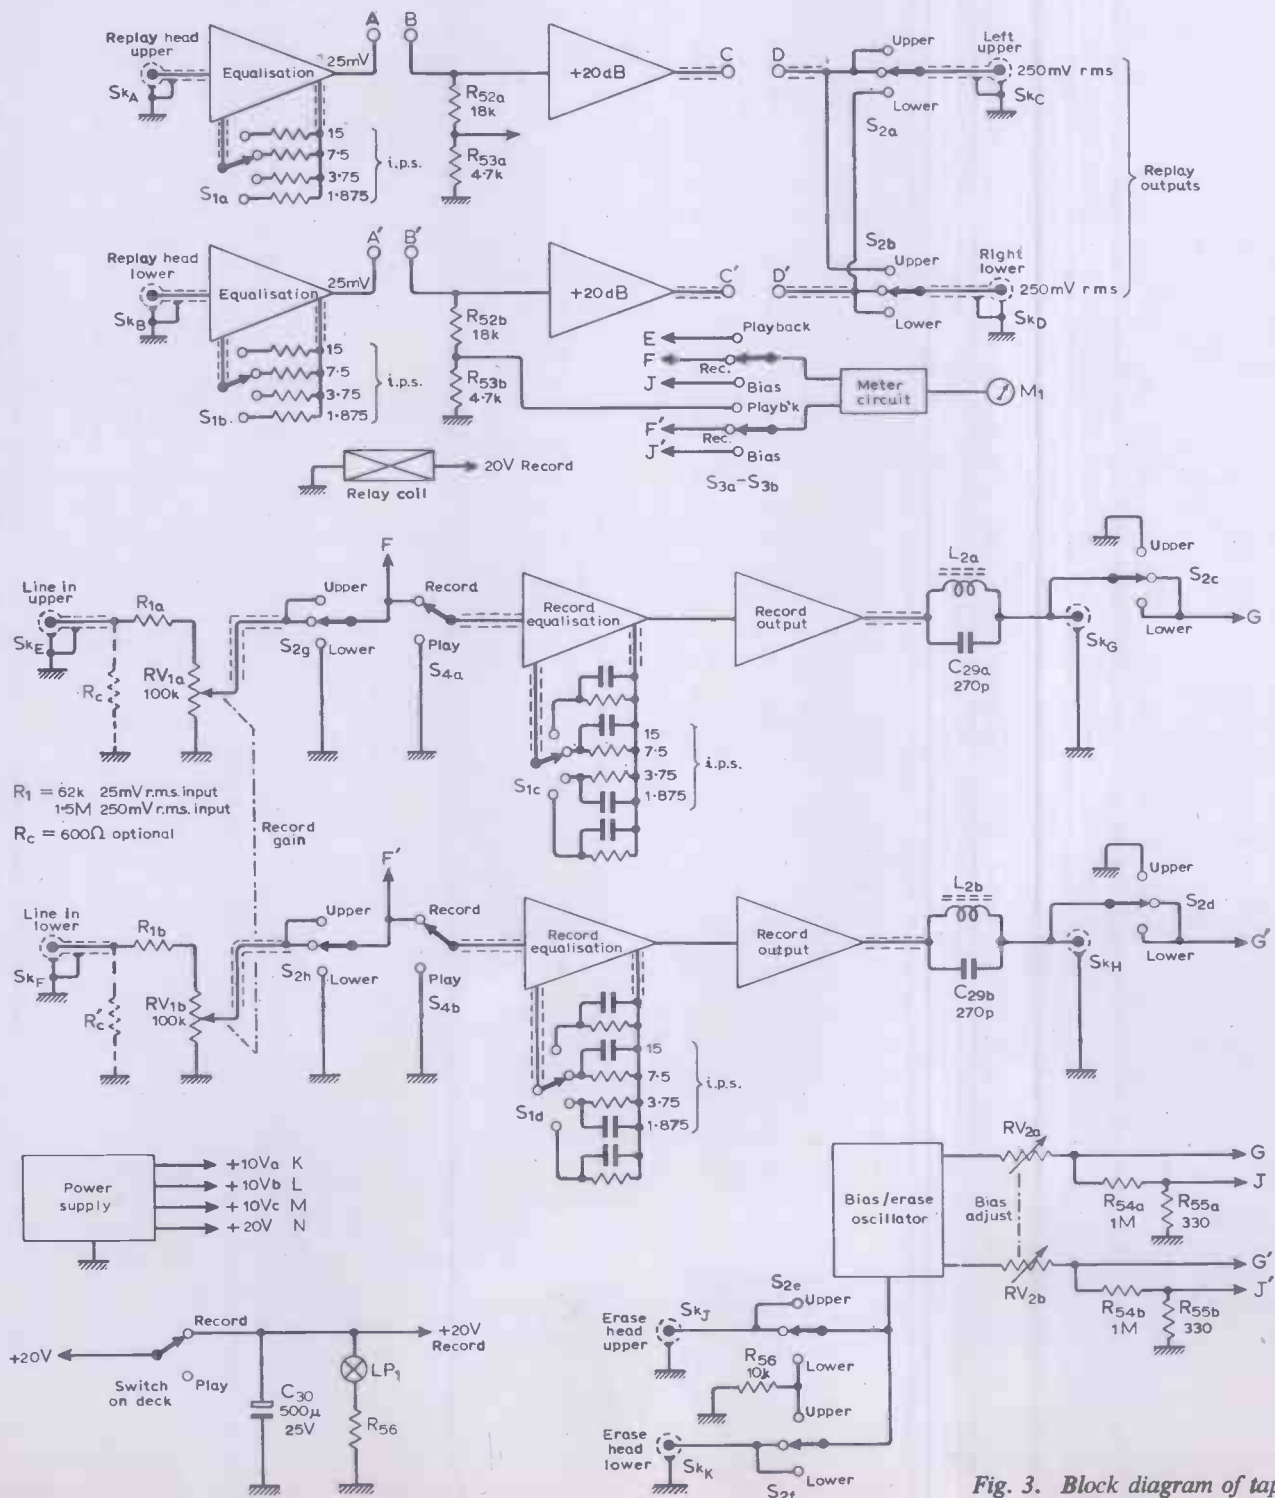 A B
Replay head upper
Equalisation
25mV
SkA
15
7·5
3·75
1·875
i.p.s.
S1a
R52a
18k
R53a
4·7k
+20dB
C D
Upper
Lower
S2a
Left upper
250mV rms
SkC
Replay outputs
A' B'
Replay head lower
Equalisation
25mV
SkB
15
7·5
3·75
1·875
i.p.s.
S1b
R52b
18k
R53b
4·7k
+20dB
C' D'
S2b
Upper
Lower
Right lower
250mV rms
SkD
E Playback
F Rec.
J Bias
Playb'k
F' Rec.
J' Bias
S3a-S3b
Meter circuit
M1
20V Record
Relay coil
Line in upper
SkE
R1a
Rc
RV1a
100k
Upper
S2g Lower
F
Record
Play
S4a
Record equalisation
15
7·5
3·75
1·875
i.p.s.
S1c
Record output
L2a
C29a
270p
SkG
Upper
S2c
Lower
G
R1 = 62k 25mV r.m.s. input
1·5M 250mV r.m.s. input
Rc = 600Ω optional
Record gain
Line in lower
SkF
R1b
R'c
RV1b
100k
Upper
S2h Lower
F'
Record
Play
S4b
Record equalisation
15
7·5
3·75
1·875
i.p.s.
S1d
Record output
L2b
C29b
270p
SkH
Upper
S2d
Lower
G'
Power supply
+10Va K
+10Vb L
+10Vc M
+20V N
Bias/erase oscillator
RV2a
Bias adjust
RV2b
G
R54a
1M
R55a
330
J
G'
R54b
1M
R55b
330
J'
+20V
Record
Play
Switch on deck
C30
500μ
25V
LP1
R56
+20V Record
Erase head upper
SkJ
S2e
Upper
Lower
R56
10k
Upper
Erase head lower
SkK
Lower
S2f
Fig. 3. Block diagram of tap